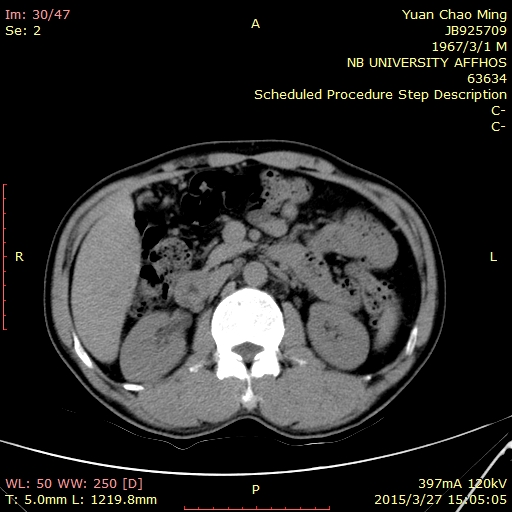 Im: 30/47
Se: 2
A
Yuan Chao Ming
JB925709
1967/3/1 M
NB UNIVERSITY AFFHOS
63634
Scheduled Procedure Step Description
C-
C-
R
L
WL: 50 WW: 250 [D]
T: 5.0mm L: 1219.8mm
P
397mA 120kV
2015/3/27 15:05:05